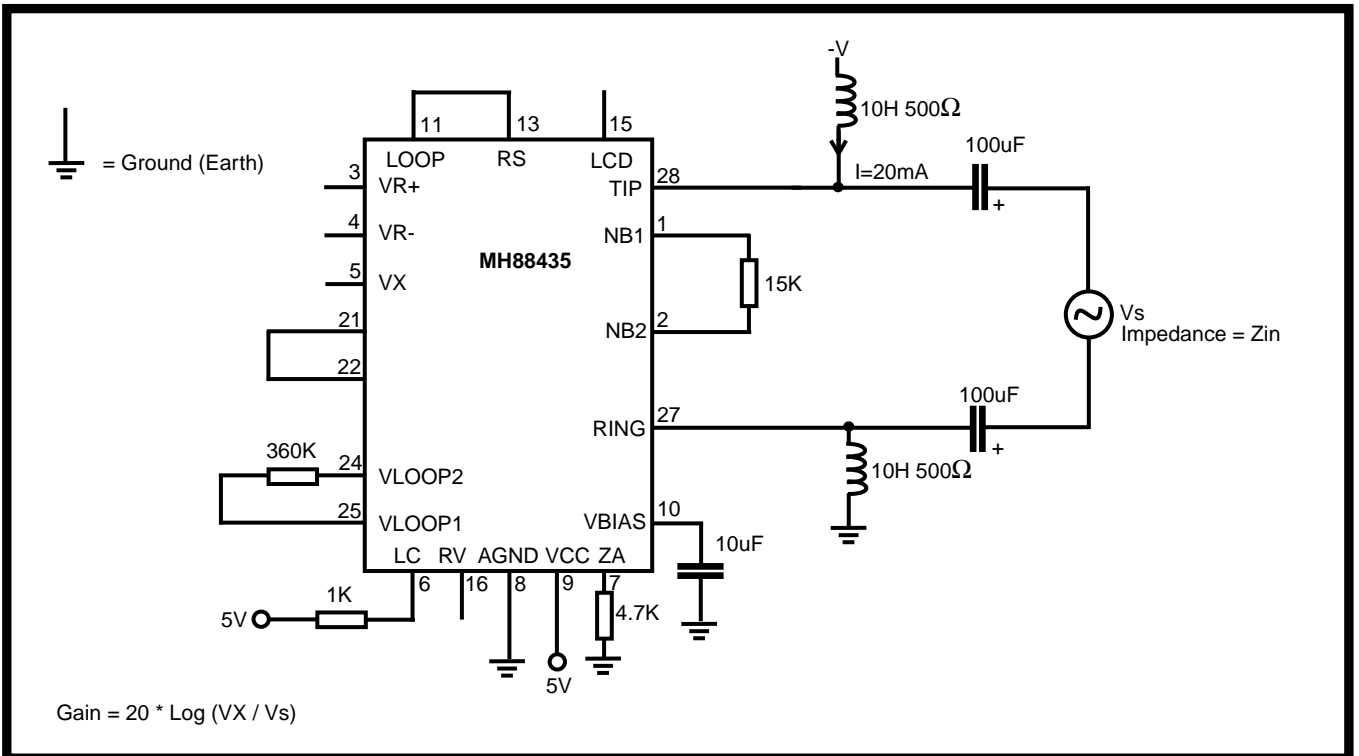 -V
10H 500Ω
100uF
+
I=20mA
= Ground (Earth)
11
13
15
LOOP
RS
LCD
3
VR+
TIP
28
4
VR-
NB1
1
MH88435
5
VX
15K
21
NB2
2
Vs
Impedance = Zin
22
100uF
+
RING
27
360K
24
VLOOP2
10H 500Ω
25
VLOOP1
VBIAS
10
10uF
LC
RV
AGND
VCC
ZA
6
16
8
9
7
1K
5V
4.7K
5V
Gain = 20 * Log (VX / Vs)